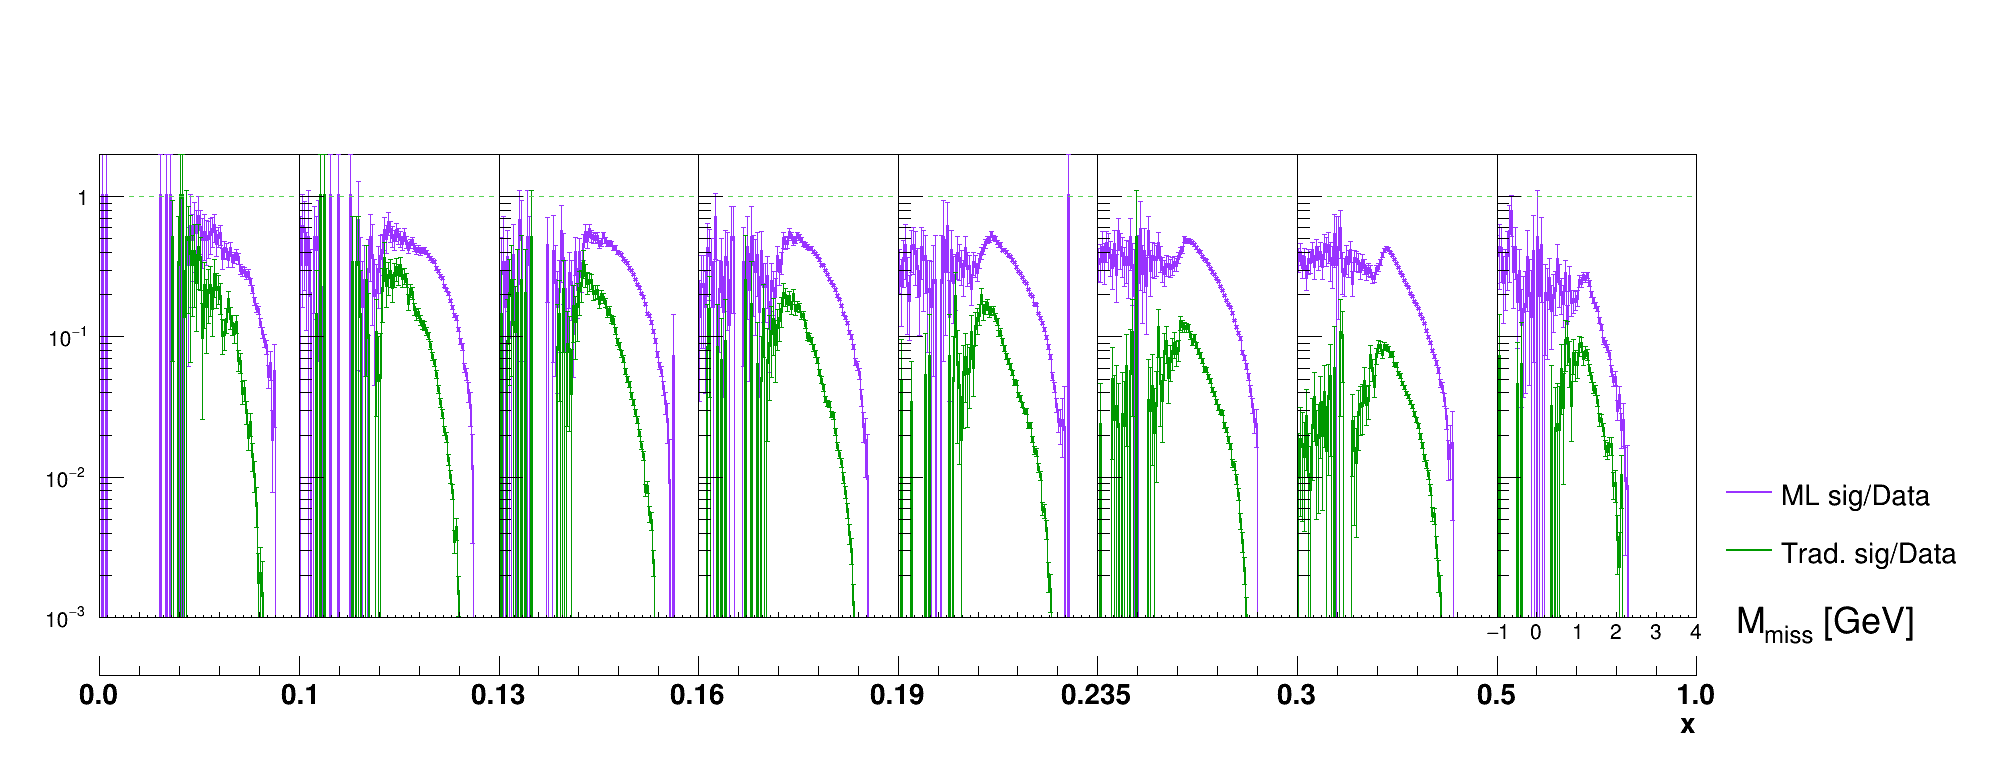 1
10⁻¹
10⁻²
10⁻³
ML sig/Data
Trad. sig/Data
−1 0 1 2 3 4
M_miss [GeV]
0.0 0.1 0.13 0.16 0.19 0.235 0.3 0.5 1.0
x